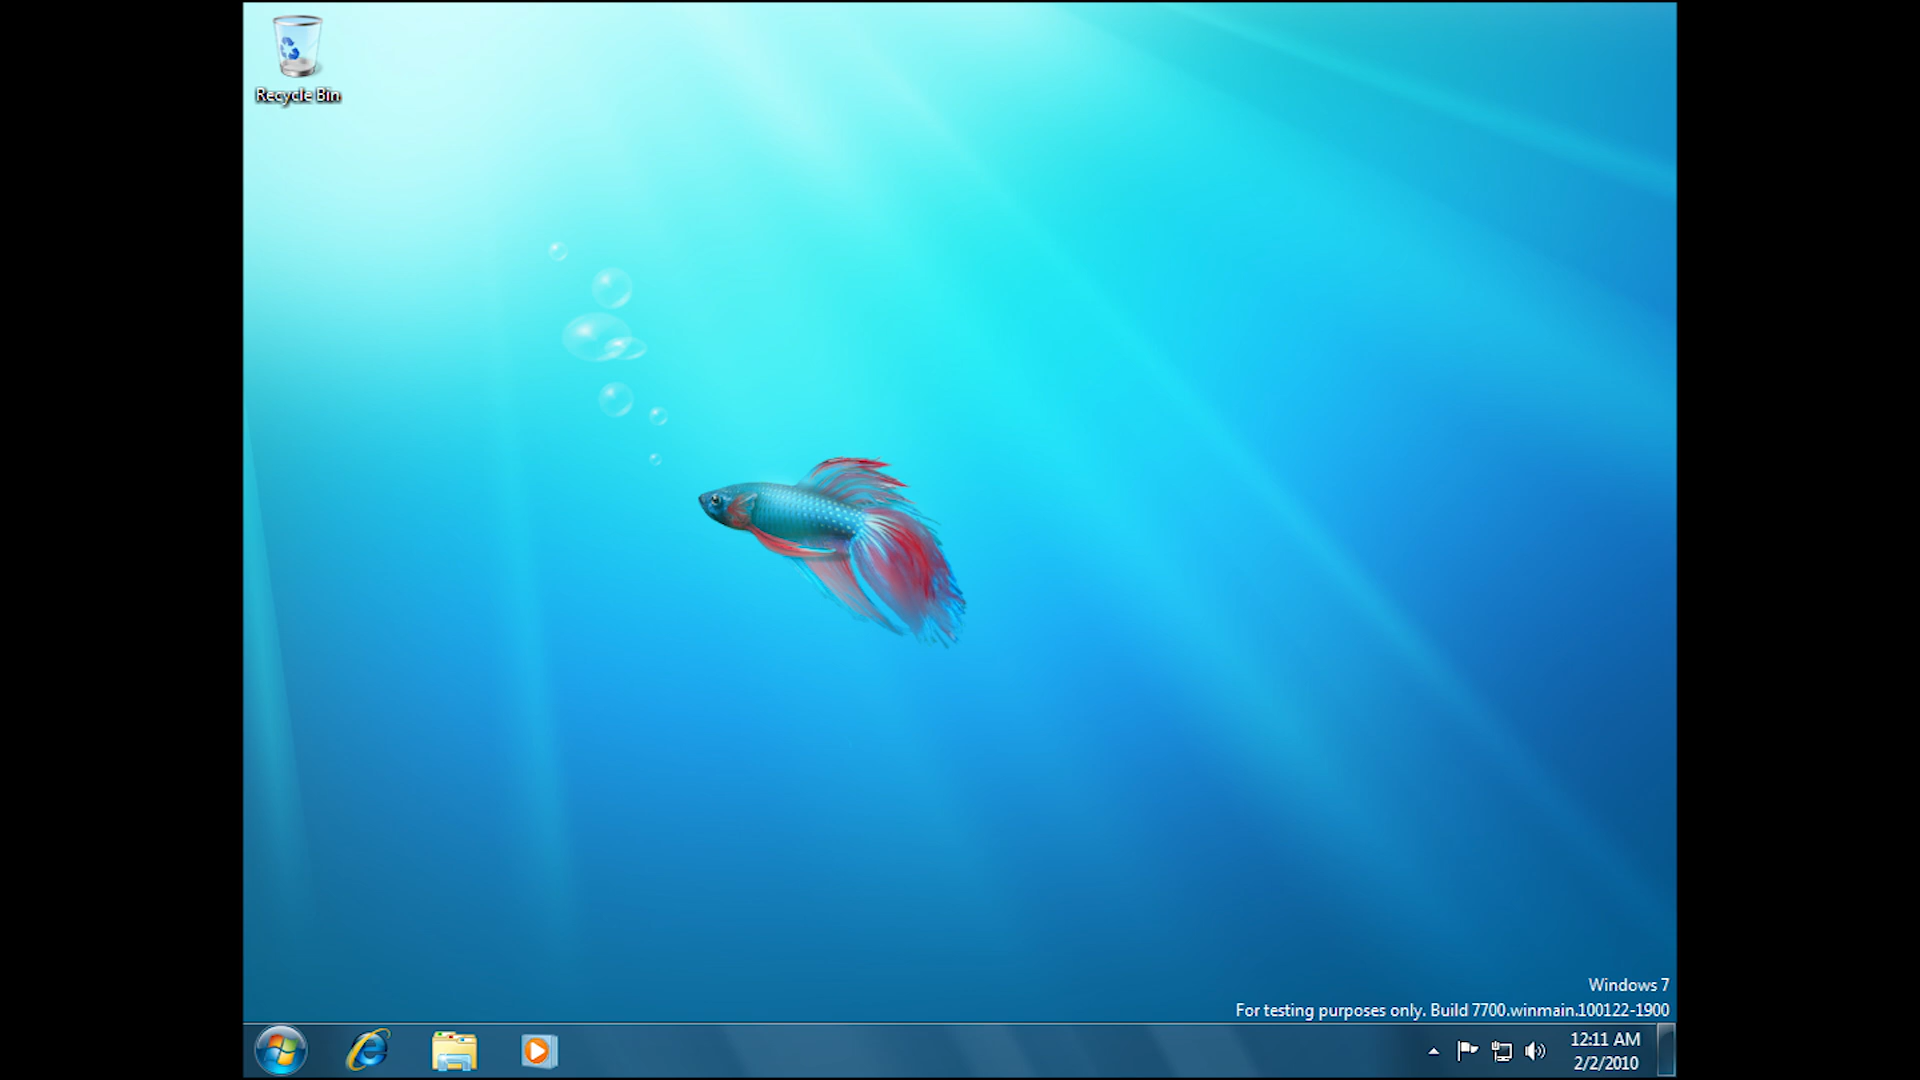 Recycle Bin
Windows 7
For testing purposes only. Build 7700.winmain.100122-1900
12:11 AM
2/2/2010